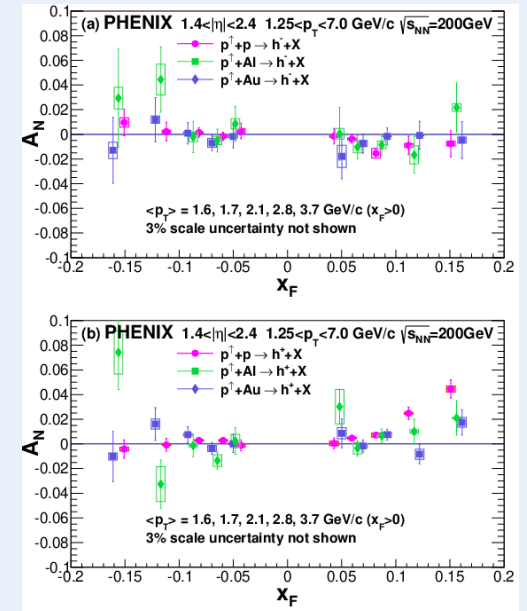 (a) PHENIX 1.4<|η|<2.4 1.25<p_T<7.0 GeV/c √s_NN=200GeV
p↑+p → h⁻+X
p↑+Al → h⁻+X
p↑+Au → h⁻+X
<p_T> = 1.6, 1.7, 2.1, 2.8, 3.7 GeV/c (x_F>0)
3% scale uncertainty not shown
A_N
0.1
0.08
0.06
0.04
0.02
0
-0.02
-0.04
-0.06
-0.08
-0.1
-0.2 -0.15 -0.1 -0.05 0 0.05 0.1 0.15 0.2
x_F
(b) PHENIX 1.4<|η|<2.4 1.25<p_T<7.0 GeV/c √s_NN=200GeV
p↑+p → h⁺+X
p↑+Al → h⁺+X
p↑+Au → h⁺+X
<p_T> = 1.6, 1.7, 2.1, 2.8, 3.7 GeV/c (x_F>0)
3% scale uncertainty not shown
A_N
0.1
0.08
0.06
0.04
0.02
0
-0.02
-0.04
-0.06
-0.08
-0.1
-0.2 -0.15 -0.1 -0.05 0 0.05 0.1 0.15 0.2
x_F